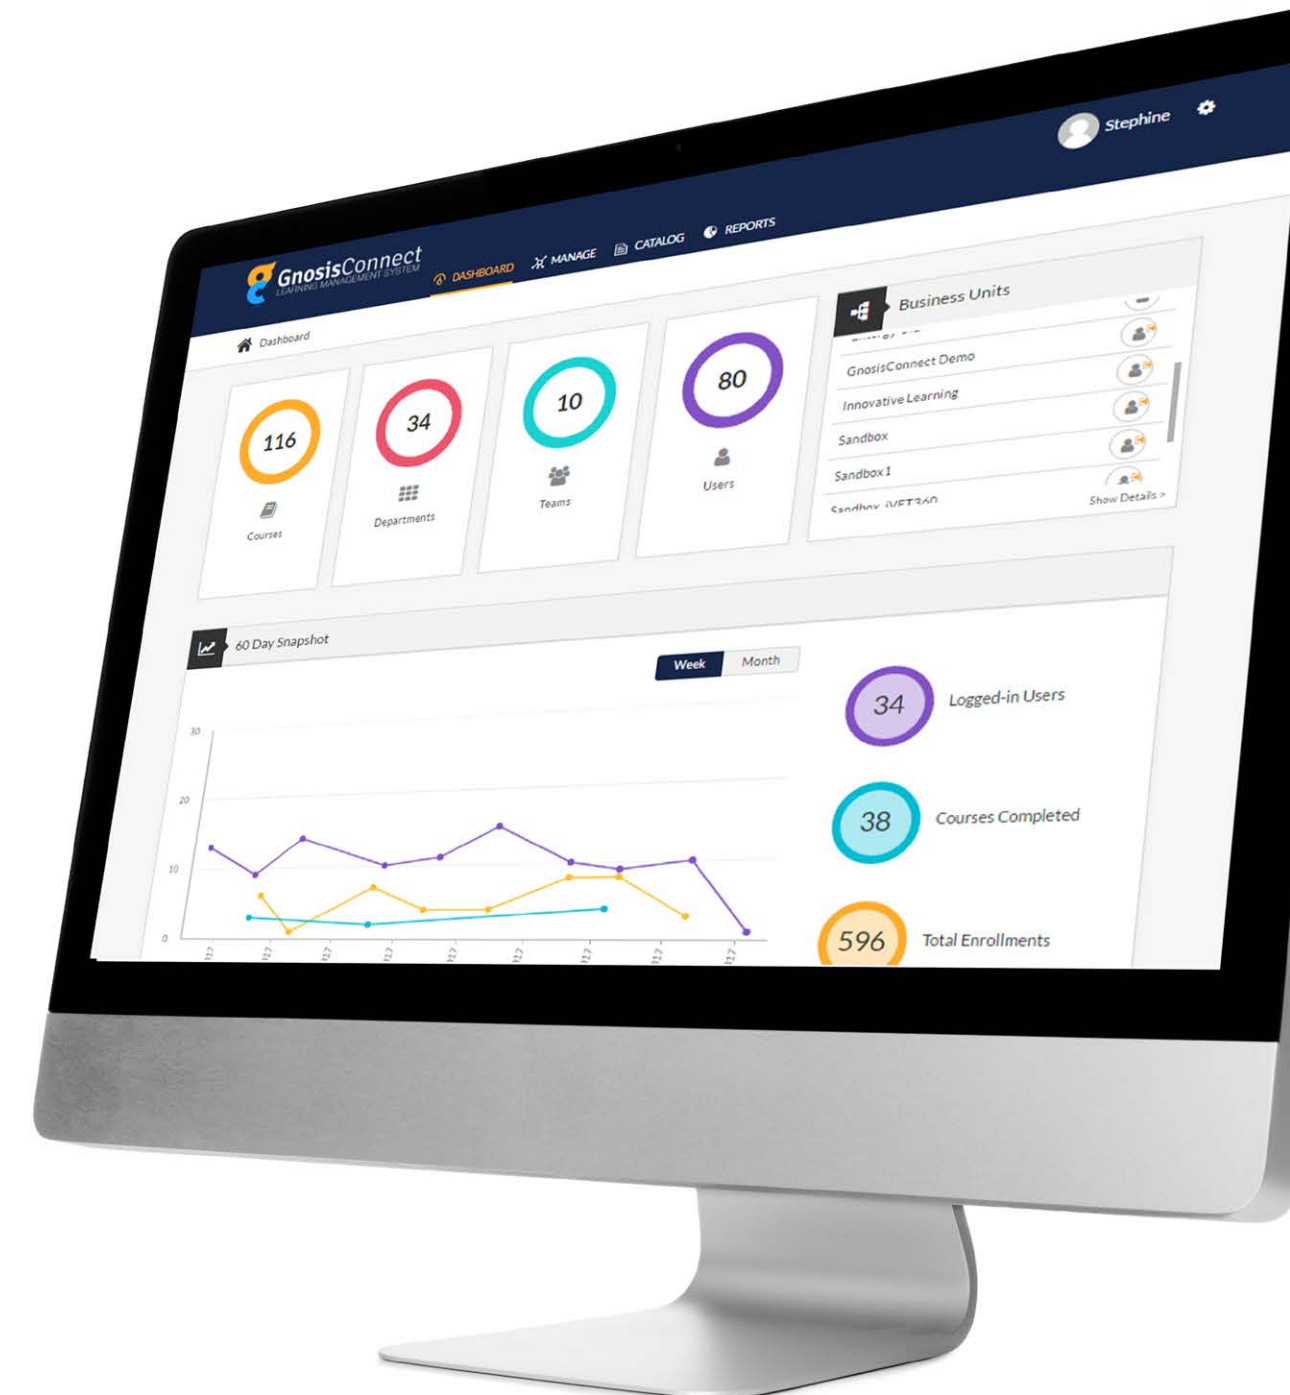 Stephine
GnosisConnect
LEARNING MANAGEMENT SYSTEM
DASHBOARD
MANAGE
CATALOG
REPORTS
Dashboard
116
Courses
34
Departments
10
Teams
80
Users
Business Units
GnosisConnect Demo
Innovative Learning
Sandbox
Sandbox1
Sandbox iVET360
Show Details >
60 Day Snapshot
Week
Month
30
20
10
0
34
Logged-in Users
38
Courses Completed
596
Total Enrollments